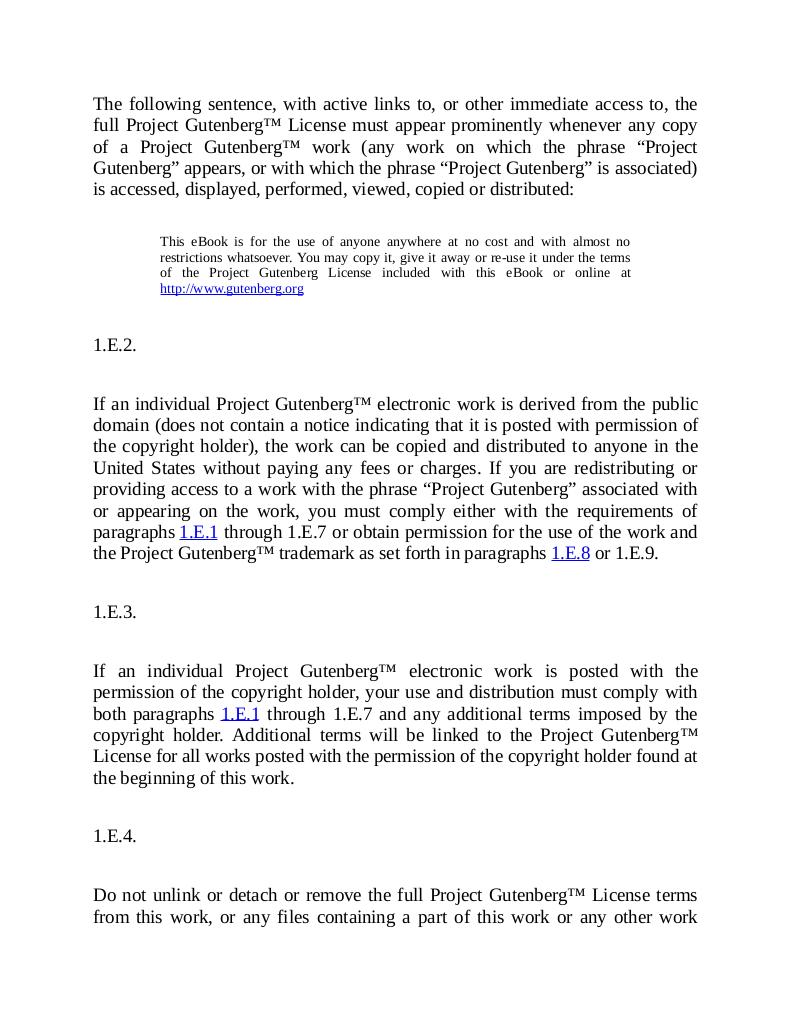 The following sentence, with active links to, or other immediate access to, the
full Project Gutenberg™ License must appear prominently whenever any copy
of a Project Gutenberg™ work (any work on which the phrase “Project
Gutenberg” appears, or with which the phrase “Project Gutenberg” is associated)
is accessed, displayed, performed, viewed, copied or distributed:
This eBook is for the use of anyone anywhere at no cost and with almost no
restrictions whatsoever. You may copy it, give it away or re-use it under the terms
of the Project Gutenberg License included with this eBook or online at
http://www.gutenberg.org
1.E.2.
If an individual Project Gutenberg™ electronic work is derived from the public
domain (does not contain a notice indicating that it is posted with permission of
the copyright holder), the work can be copied and distributed to anyone in the
United States without paying any fees or charges. If you are redistributing or
providing access to a work with the phrase “Project Gutenberg” associated with
or appearing on the work, you must comply either with the requirements of
paragraphs 1.E.1 through 1.E.7 or obtain permission for the use of the work and
the Project Gutenberg™ trademark as set forth in paragraphs 1.E.8 or 1.E.9.
1.E.3.
If an individual Project Gutenberg™ electronic work is posted with the
permission of the copyright holder, your use and distribution must comply with
both paragraphs 1.E.1 through 1.E.7 and any additional terms imposed by the
copyright holder. Additional terms will be linked to the Project Gutenberg™
License for all works posted with the permission of the copyright holder found at
the beginning of this work.
1.E.4.
Do not unlink or detach or remove the full Project Gutenberg™ License terms
from this work, or any files containing a part of this work or any other work